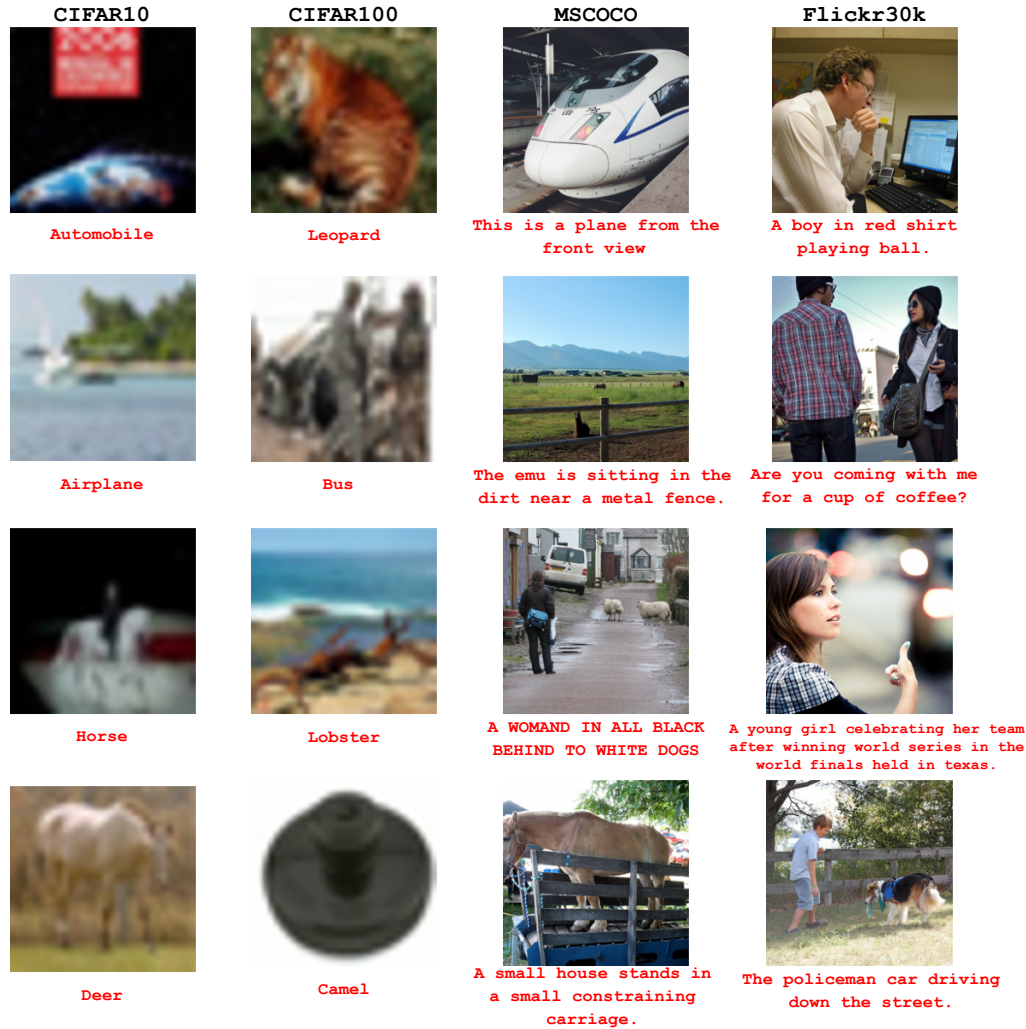 CIFAR10
CIFAR100
MSCOCO
Flickr30k
Automobile
Leopard
This is a plane from the
front view
A boy in red shirt
playing ball.
Airplane
Bus
The emu is sitting in the
dirt near a metal fence.
Are you coming with me
for a cup of coffee?
Horse
Lobster
A WOMAND IN ALL BLACK
BEHIND TO WHITE DOGS
A young girl celebrating her team
after winning world series in the
world finals held in texas.
Deer
Camel
A small house stands in
a small constraining
carriage.
The policeman car driving
down the street.